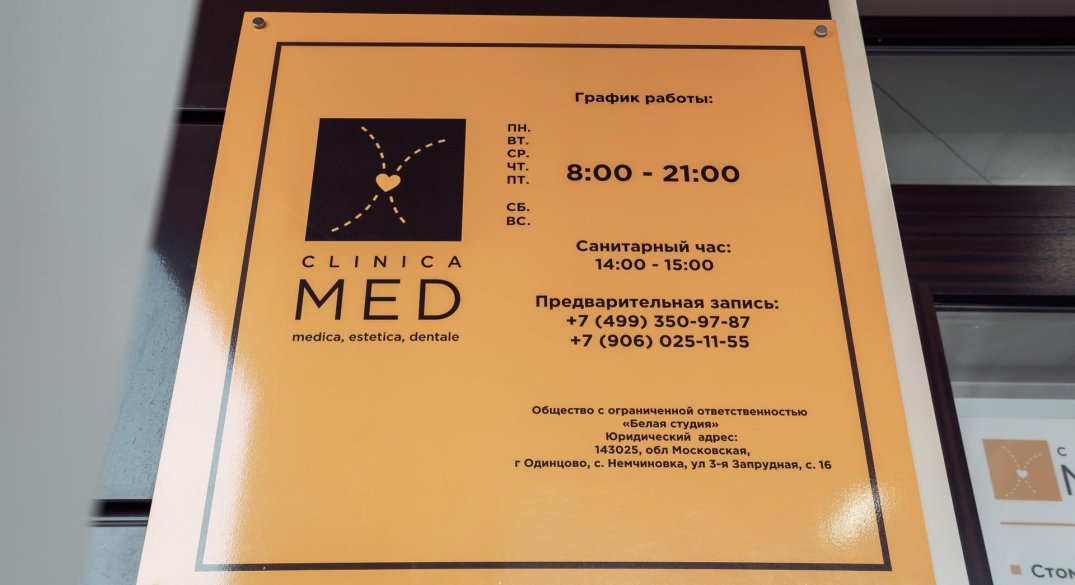 График работы:
ПН.
ВТ.
СР.
ЧТ.
ПТ.
СБ.
ВС.
8:00 - 21:00
Санитарный час:
14:00 - 15:00
Предварительная запись:
+7 (499) 350-97-87
+7 (906) 025-11-55
CLINICA
MED
medica, estetica, dentale
Общество с ограниченной ответственностью
«Белая студия»
Юридический адрес:
143025, обл Московская,
г Одинцово, с. Немчиновка, ул 3-я Запрудная, с. 16